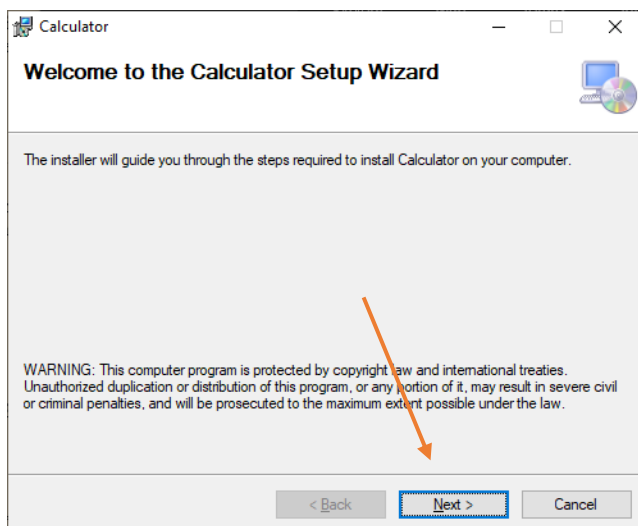 Calculator
Welcome to the Calculator Setup Wizard
The installer will guide you through the steps required to install Calculator on your computer.
WARNING: This computer program is protected by copyright law and international treaties.
Unauthorized duplication or distribution of this program, or any portion of it, may result in severe civil
or criminal penalties, and will be prosecuted to the maximum extent possible under the law.
< Back
Next >
Cancel